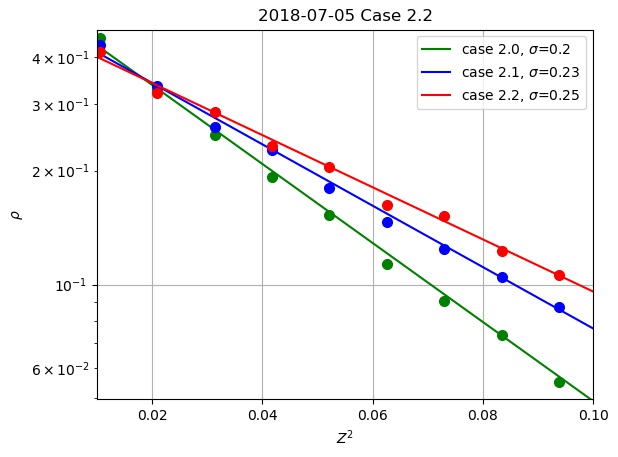 2018-07-05 Case 2.2
case 2.0, σ=0.2
case 2.1, σ=0.23
case 2.2, σ=0.25
4 × 10⁻¹
3 × 10⁻¹
2 × 10⁻¹
10⁻¹
6 × 10⁻²
ρ
0.02 0.04 0.06 0.08 0.10
Z²